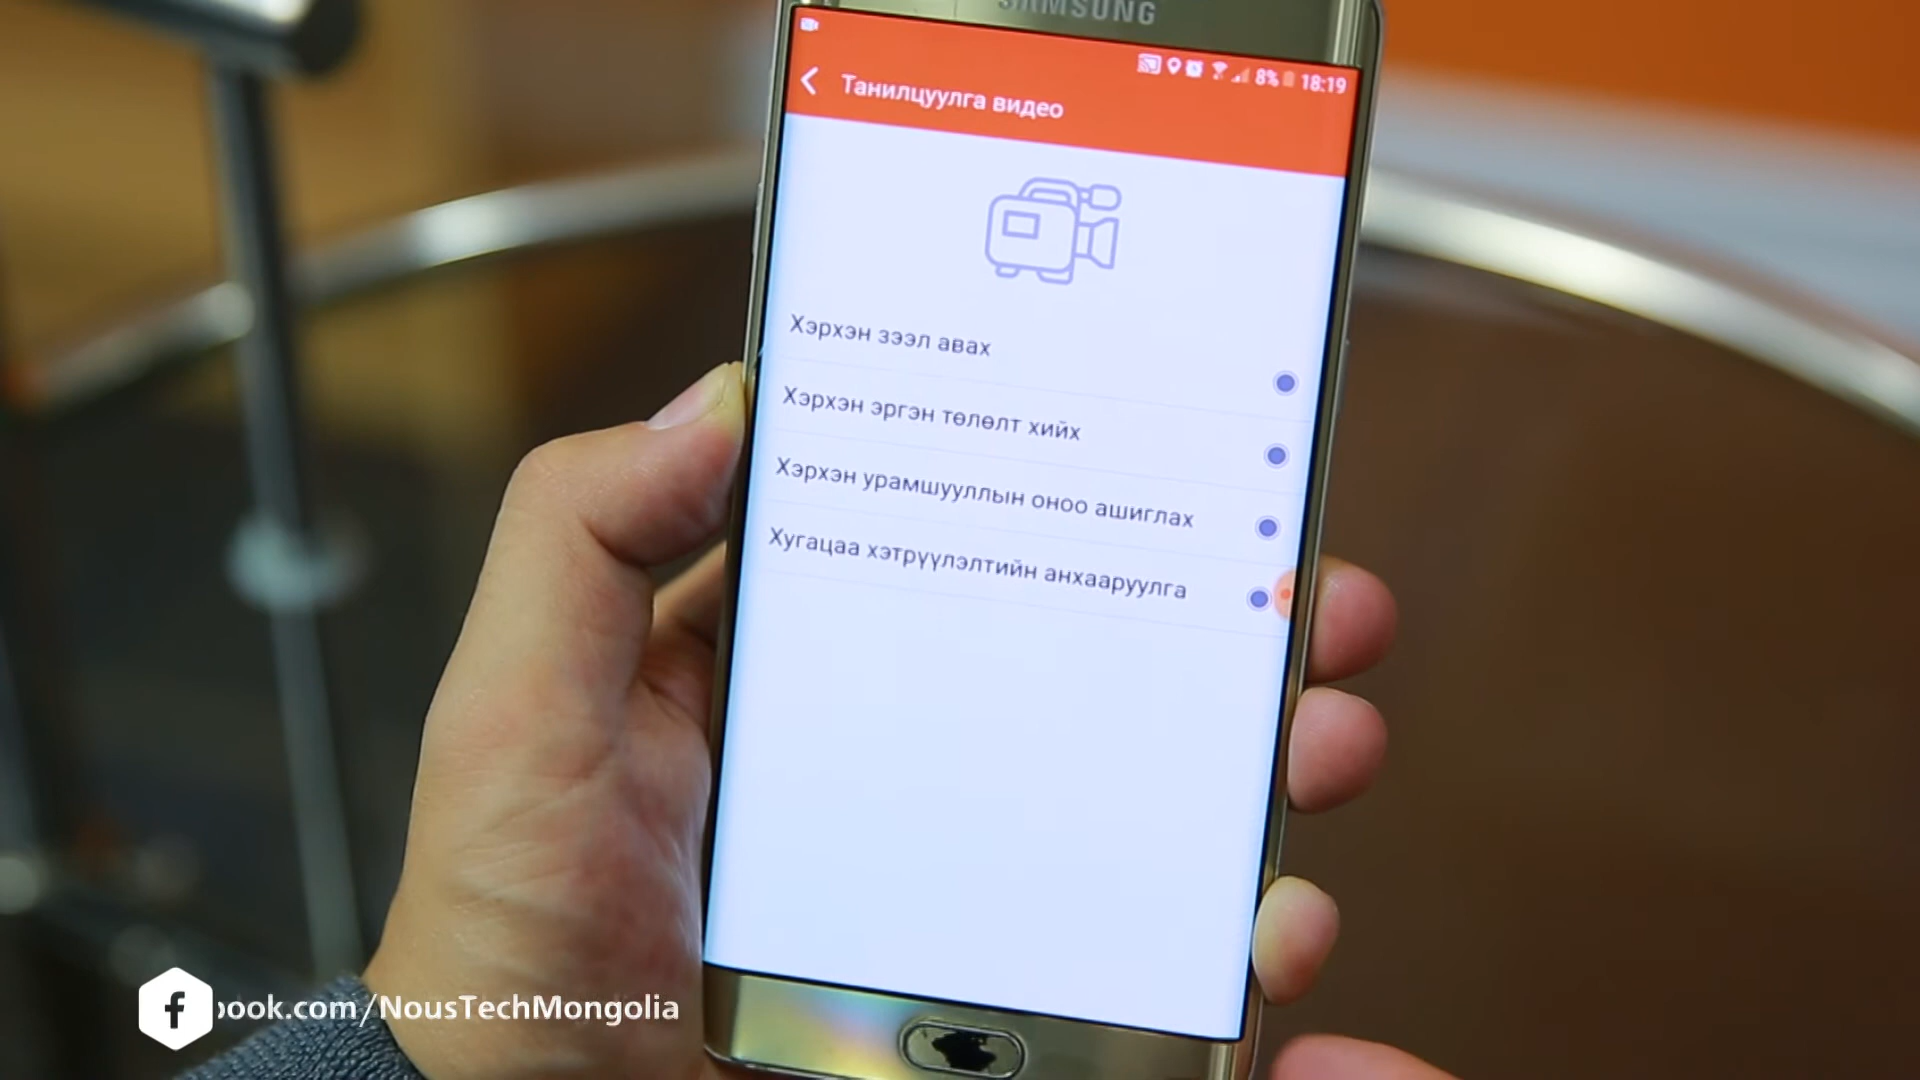 SAMSUNG
8% 18:19
Танилцуулга видео
Хэрхэн зээл авах
Хэрхэн эргэн төлөлт хийх
Хэрхэн урамшууллын оноо ашиглах
Хугацаа хэтрүүлэлтийн анхааруулга
f book.com/NousTechMongolia